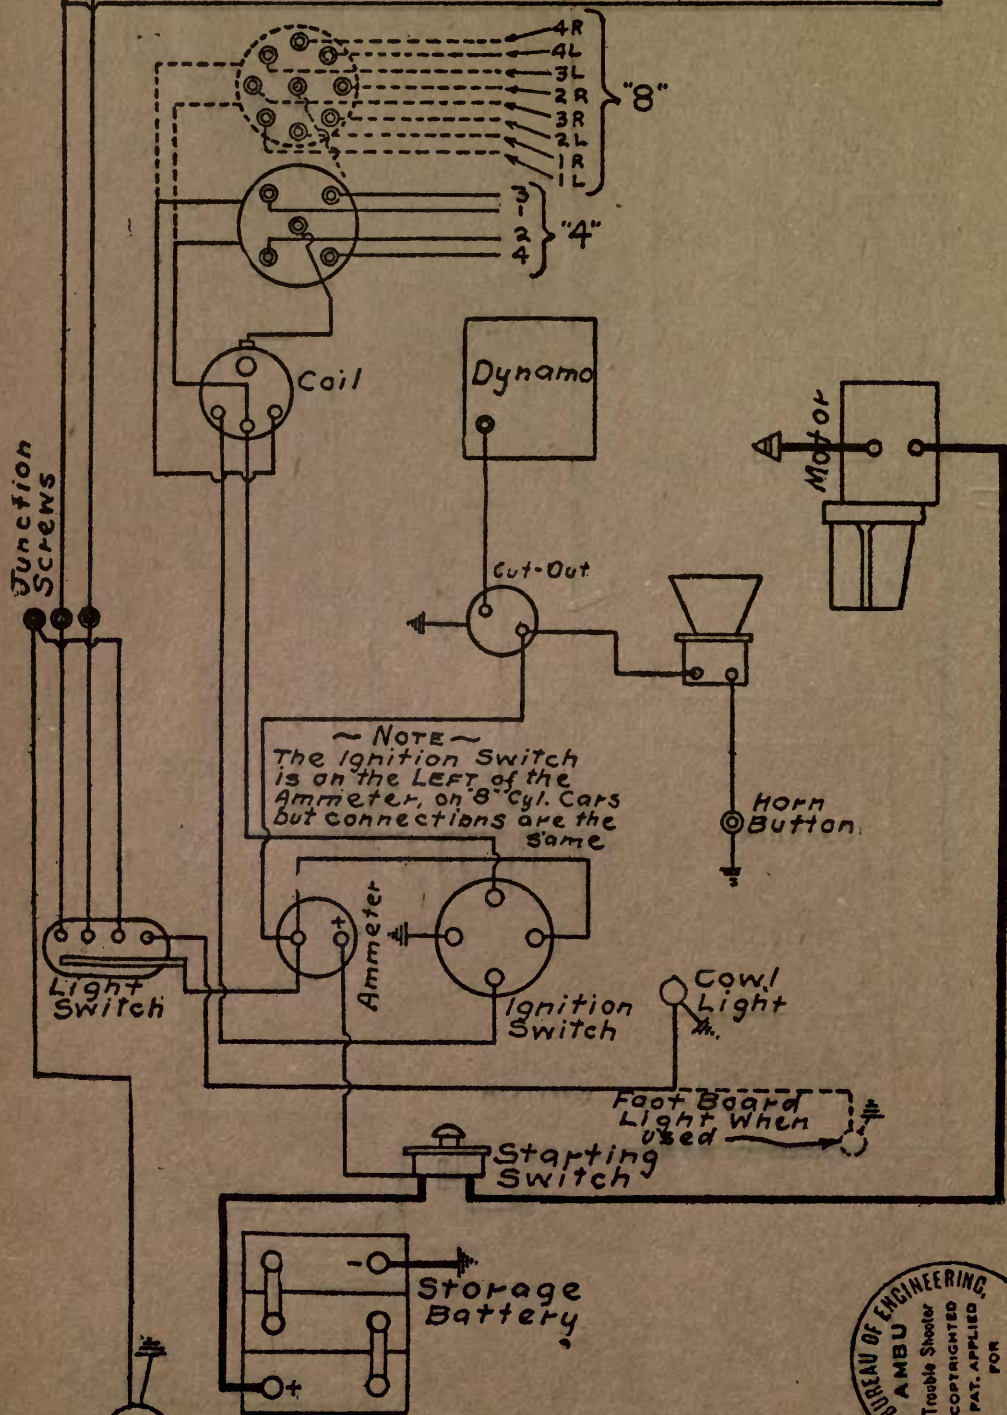 4R
4L
3L
2R
3R
2L
1R
1L
"8"
3
1
2
4
"4"
Coil
Dynamo
Motor
Junction
Screws
Cut-Out
~ NOTE ~
The Ignition Switch
is on the LEFT of the
Ammeter, on "8" Cyl. Cars
but connections are the
same
Horn
Button
Ammeter
+
Light
Switch
Ignition
Switch
Cowl
Light
Foot Board
Light When
used
Starting
Switch
-
Storage
Battery
+
BUREAU OF ENGINEERING.
AMBU
Trouble Shooter
COPYRIGHTED
PAT. APPLIED
FOR